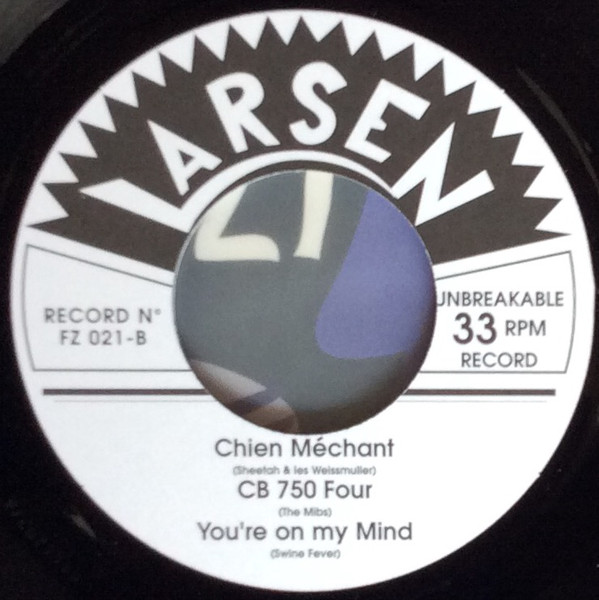 LARSEN
RECORD N°
FZ 021-B
UNBREAKABLE
33 RPM
RECORD
Chien Méchant
(Sheetah & les Weissmuller)
CB 750 Four
(The Mibs)
You're on my Mind
(Swine Fever)